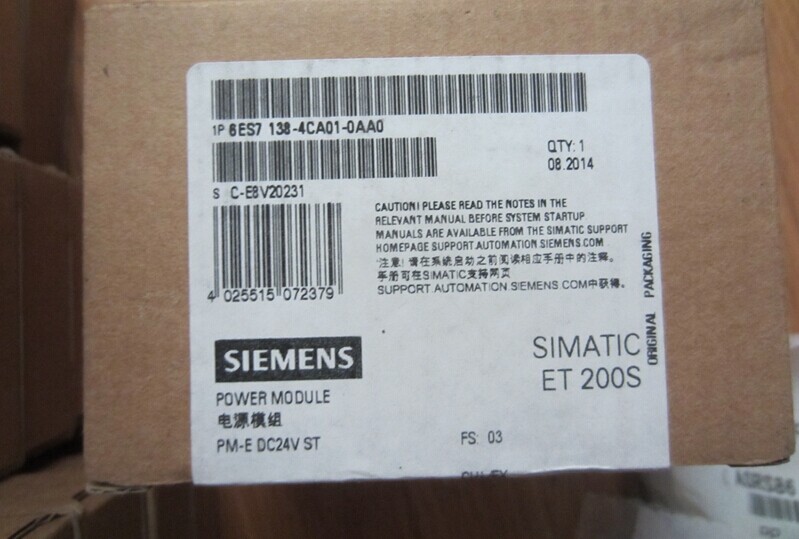 1P 6ES7 138-4CA01-0AA0
QTY: 1
08.2014
S C-E8V20231
CAUTION! PLEASE READ THE NOTES IN THE
RELEVANT MANUAL BEFORE SYSTEM STARTUP
MANUALS ARE AVAILABLE FROM THE SIMATIC SUPPORT
HOMEPAGE SUPPORT.AUTOMATION.SIEMENS.COM
注意! 请在系统启动之前阅读相应手册中的注释。
手册可在SIMATIC支持网页
SUPPORT.AUTOMATION SIEMENS COM中获得。
4 025515 072379
ORIGINAL PACKAGING
SIEMENS
SIMATIC
ET 200S
POWER MODULE
电源模组
PM-E DC24V ST
FS: 03